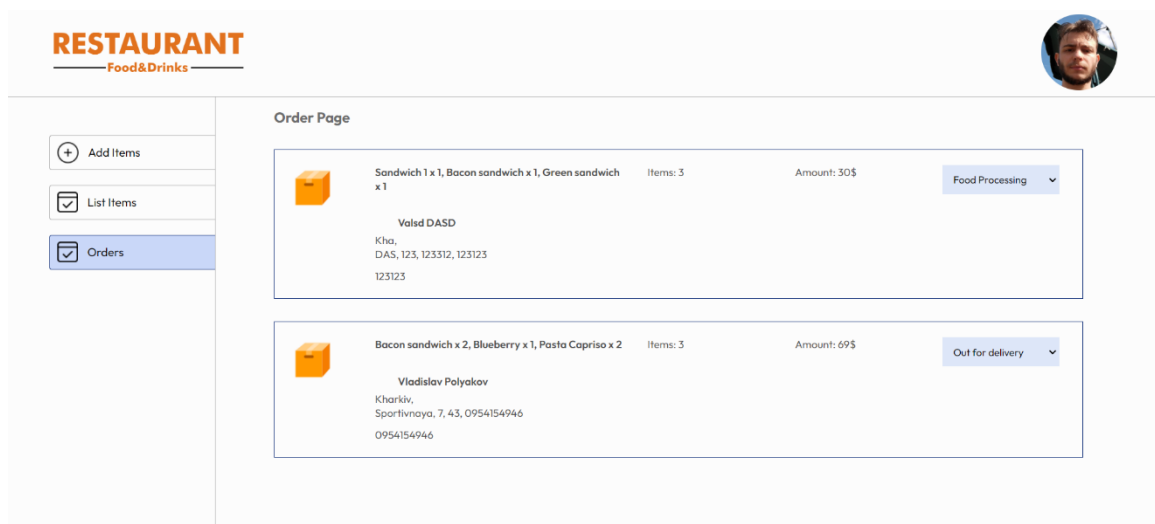 RESTAURANT
Food&Drinks
Add Items
List Items
Orders
Order Page
Sandwich 1 x 1, Bacon sandwich x 1, Green sandwich
x 1
Items: 3
Amount: 30$
Food Processing
Valsd DASD
Kha,
DAS, 123, 123312, 123123
123123
Bacon sandwich x 2, Blueberry x 1, Pasta Capriso x 2
Items: 3
Amount: 69$
Out for delivery
Vladislav Polyakov
Kharkiv,
Sportivnaya, 7, 43, 0954154946
0954154946